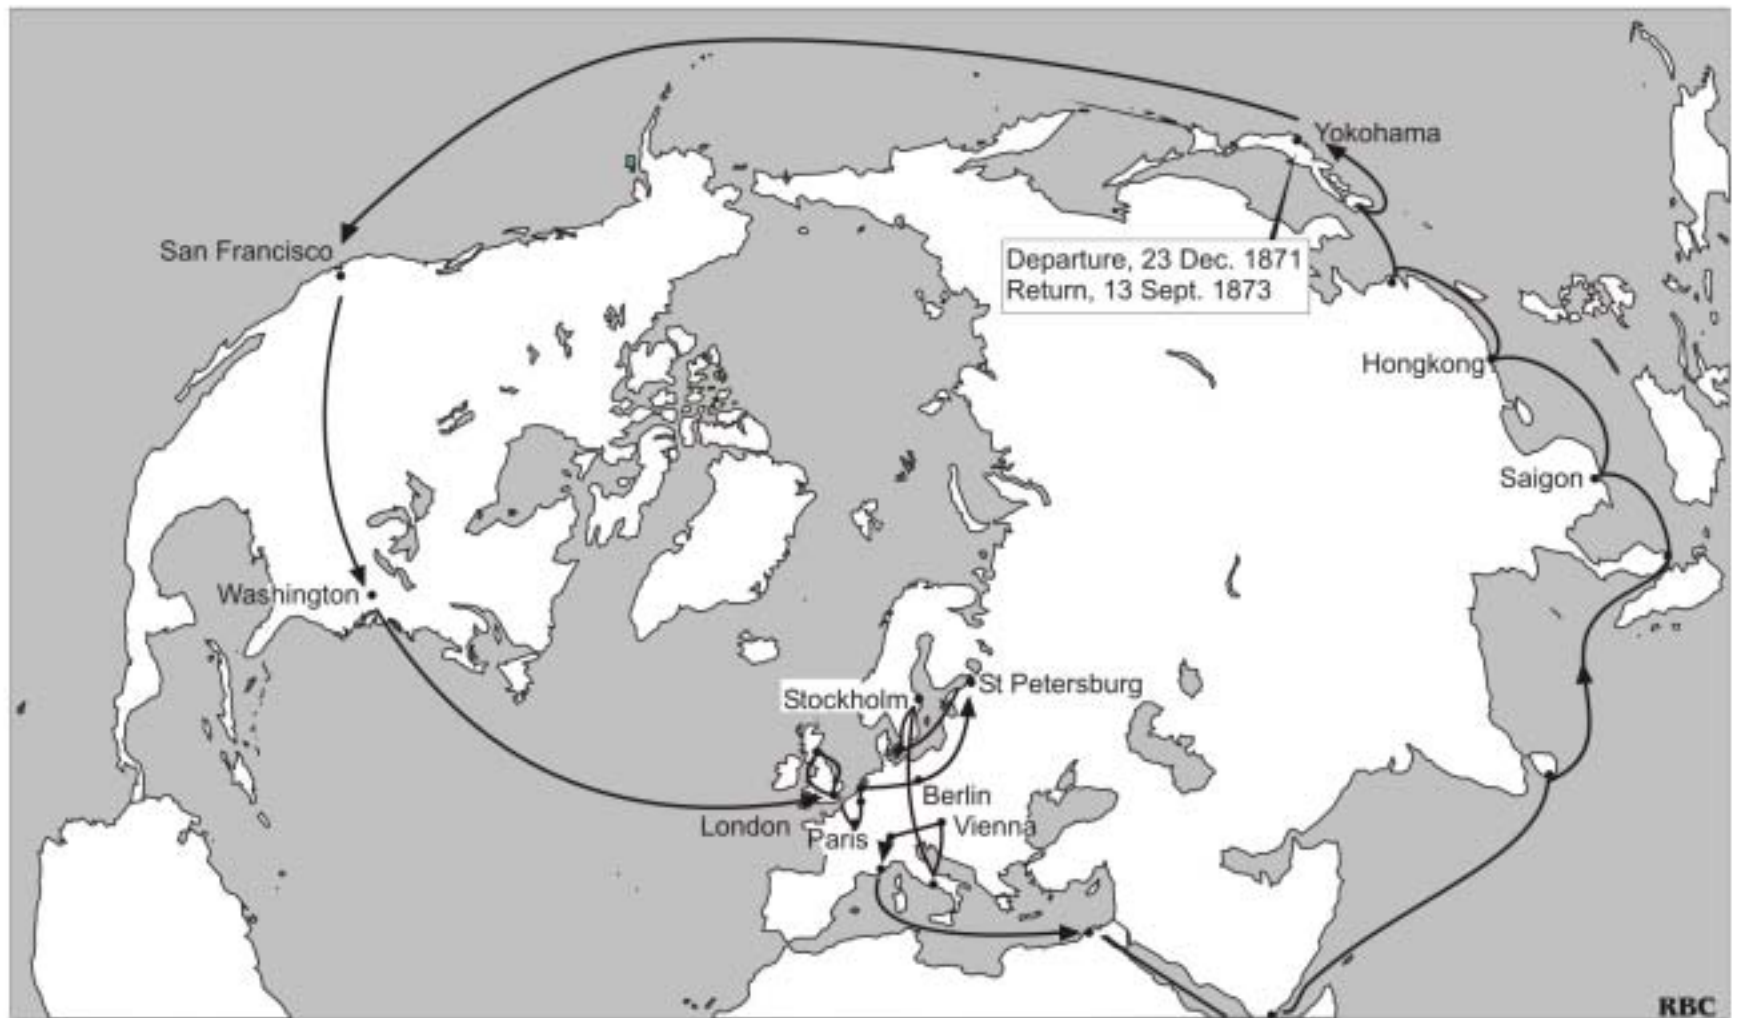 Yokohama
San Francisco
Departure, 23 Dec. 1871
Return, 13 Sept. 1873
Hongkong
Saigon
Washington
St Petersburg
Stockholm
Berlin
London
Vienna
Paris
RBC